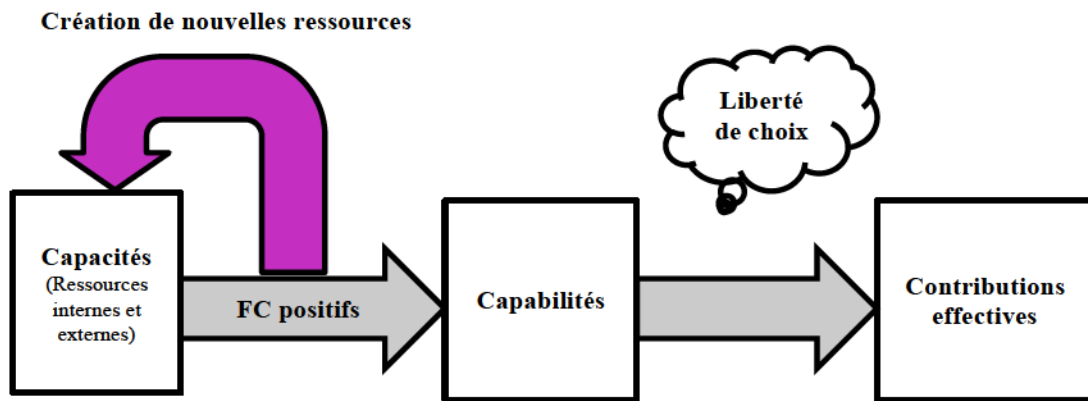 Création de nouvelles ressources
Liberté
de choix
Capacités
(Ressources
internes et
externes)
FC positifs
Capabilités
Contributions
effectives